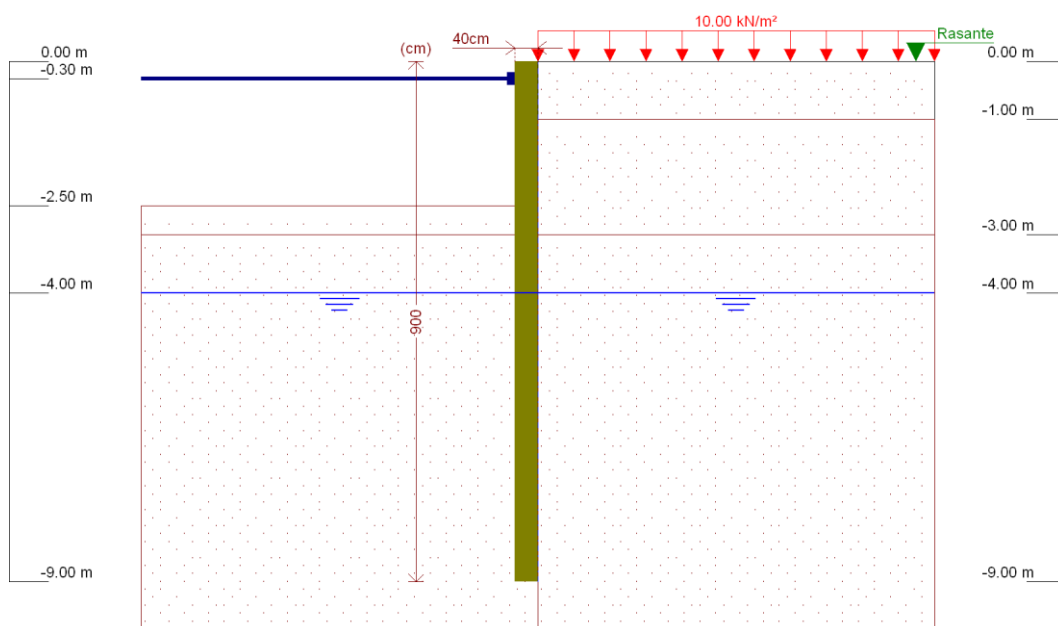 10.00 kN/m²
Rasante
40cm
(cm)
0.00 m
0.00 m
-0.30 m
-1.00 m
-2.50 m
-3.00 m
-4.00 m
-4.00 m
900
-9.00 m
-9.00 m